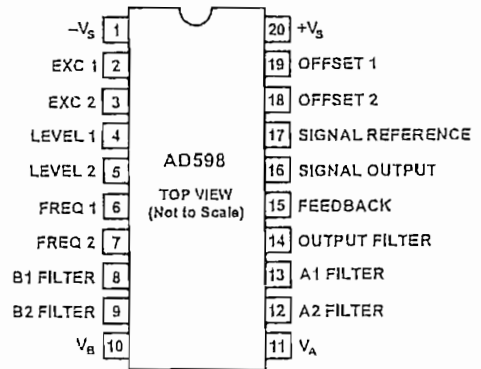 –Vs 1
EXC 1 2
EXC 2 3
LEVEL 1 4
LEVEL 2 5
FREQ 1 6
FREQ 2 7
B1 FILTER 8
B2 FILTER 9
VB 10
AD598
TOP VIEW
(Not to Scale)
20 +Vs
19 OFFSET 1
18 OFFSET 2
17 SIGNAL REFERENCE
16 SIGNAL OUTPUT
15 FEEDBACK
14 OUTPUT FILTER
13 A1 FILTER
12 A2 FILTER
11 VA